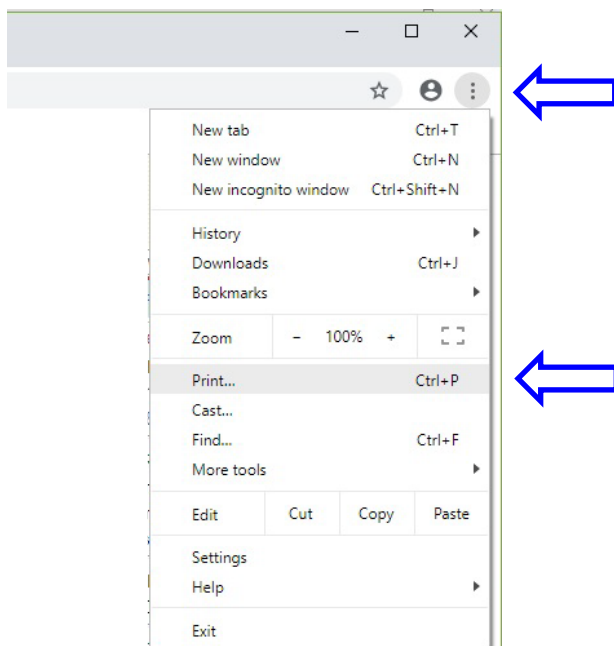 New tab Ctrl+T
New window Ctrl+N
New incognito window Ctrl+Shift+N
History
Downloads Ctrl+J
Bookmarks
Zoom - 100% +
Print... Ctrl+P
Cast...
Find... Ctrl+F
More tools
Edit Cut Copy Paste
Settings
Help
Exit